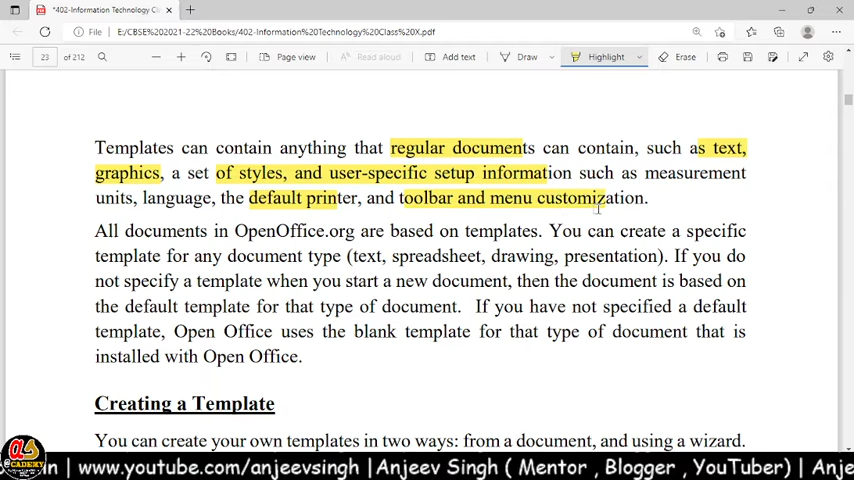 *402-Information Technology Cl
File
E:/CBSE%202021-22%20Books/402-Information%20Technology%20Class%20X.pdf
23 of 212
Page view
Read aloud
Add text
Draw
Highlight
Erase
Templates can contain anything that regular documents can contain, such as text,
graphics, a set of styles, and user-specific setup information such as measurement
units, language, the default printer, and toolbar and menu customization.
All documents in OpenOffice.org are based on templates. You can create a specific
template for any document type (text, spreadsheet, drawing, presentation). If you do
not specify a template when you start a new document, then the document is based on
the default template for that type of document. If you have not specified a default
template, Open Office uses the blank template for that type of document that is
installed with Open Office.
Creating a Template
You can create your own templates in two ways: from a document, and using a wizard.
@CADEMY
| www.youtube.com/anjeevsingh |Anjeev Singh ( Mentor , Blogger , YouTuber) | @